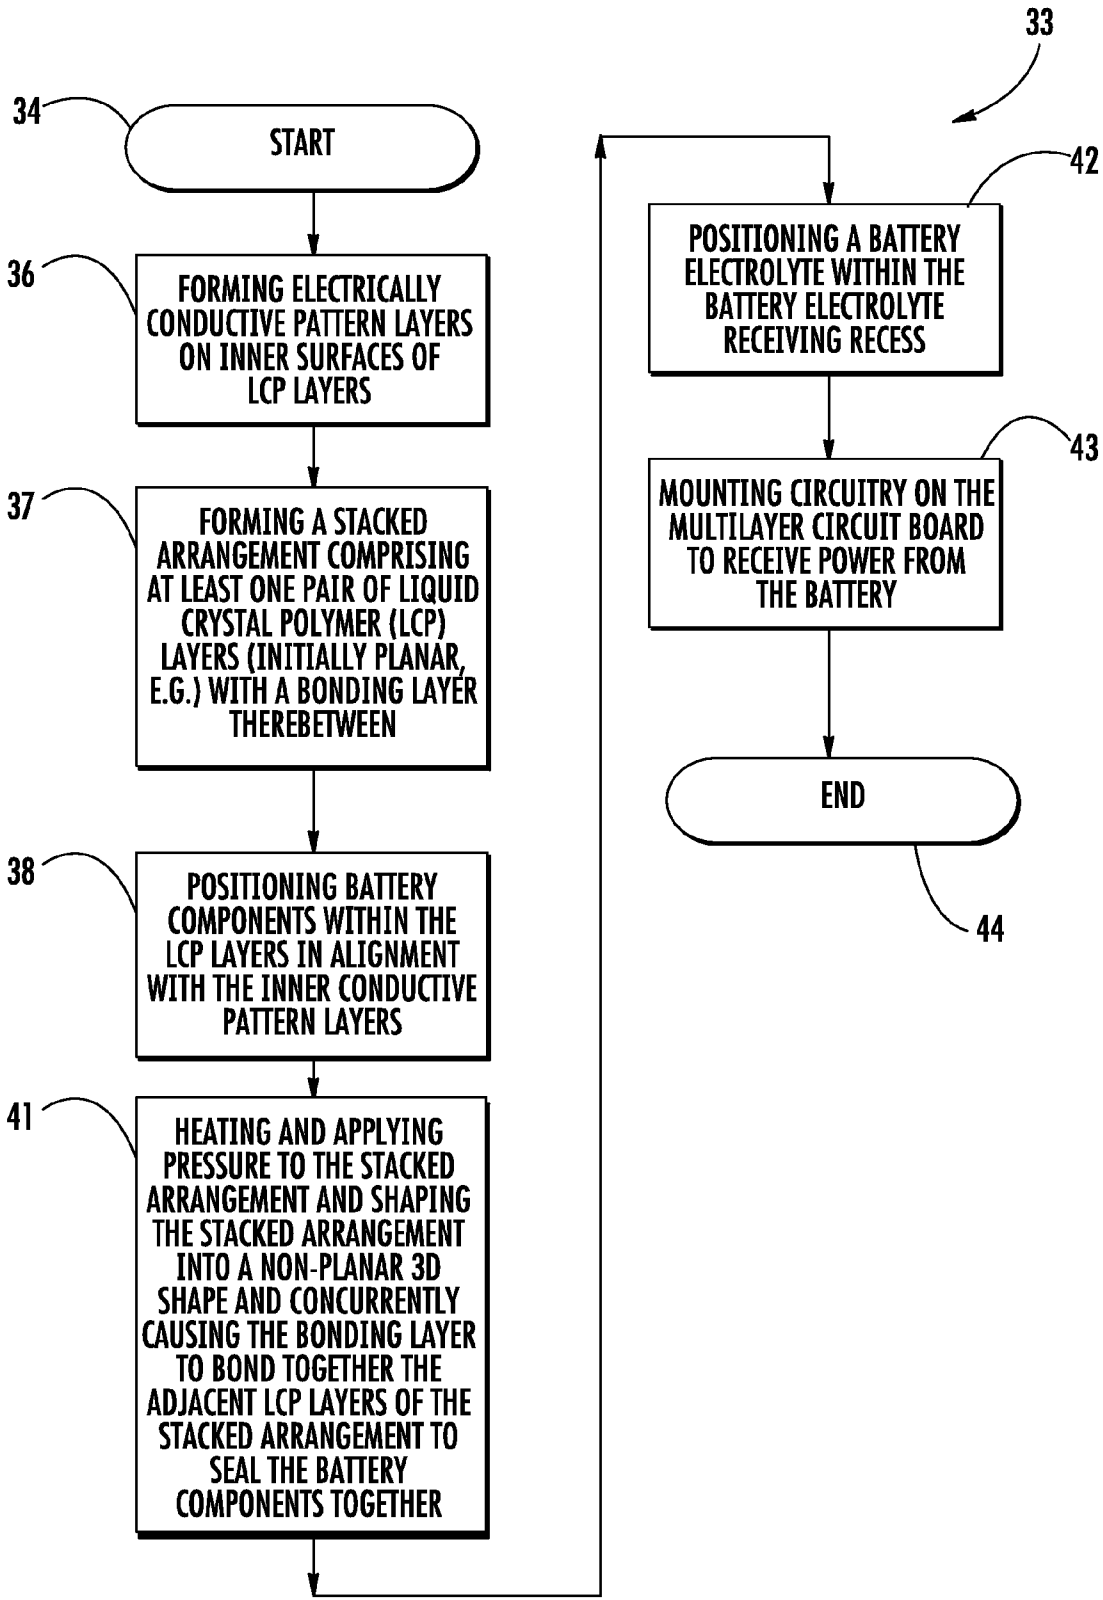 33
34
START
36
FORMING ELECTRICALLY
CONDUCTIVE PATTERN LAYERS
ON INNER SURFACES OF
LCP LAYERS
37
FORMING A STACKED
ARRANGEMENT COMPRISING
AT LEAST ONE PAIR OF LIQUID
CRYSTAL POLYMER (LCP)
LAYERS (INITIALLY PLANAR,
E.G.) WITH A BONDING LAYER
THEREBETWEEN
38
POSITIONING BATTERY
COMPONENTS WITHIN THE
LCP LAYERS IN ALIGNMENT
WITH THE INNER CONDUCTIVE
PATTERN LAYERS
41
HEATING AND APPLYING
PRESSURE TO THE STACKED
ARRANGEMENT AND SHAPING
THE STACKED ARRANGEMENT
INTO A NON-PLANAR 3D
SHAPE AND CONCURRENTLY
CAUSING THE BONDING LAYER
TO BOND TOGETHER THE
ADJACENT LCP LAYERS OF THE
STACKED ARRANGEMENT TO
SEAL THE BATTERY
COMPONENTS TOGETHER
42
POSITIONING A BATTERY
ELECTROLYTE WITHIN THE
BATTERY ELECTROLYTE
RECEIVING RECESS
43
MOUNTING CIRCUITRY ON THE
MULTILAYER CIRCUIT BOARD
TO RECEIVE POWER FROM
THE BATTERY
END
44